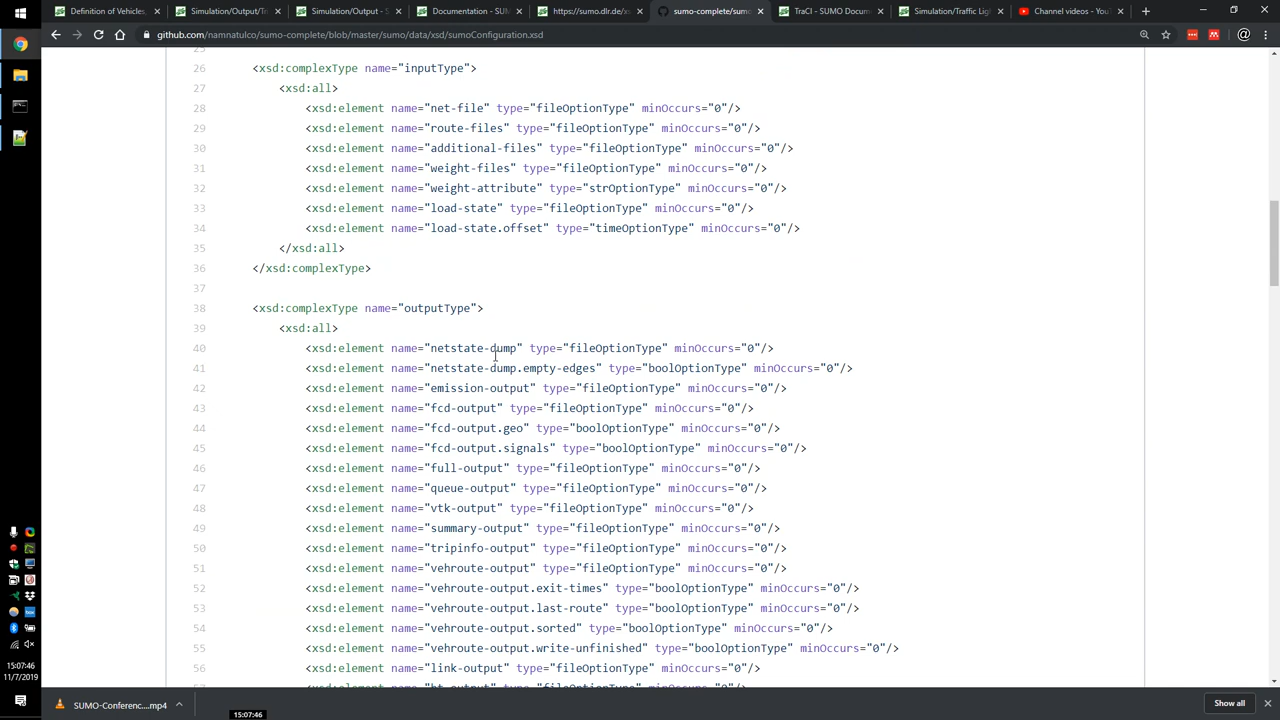 Definition of Vehicles,
Simulation/Output/Tr
Simulation/Output - S
Documentation - SUM
https://sumo.dlr.de/x
sumo-complete/sumo
TraCI - SUMO Docume
Simulation/Traffic Lig
Channel videos - YouT
github.com/namnatulco/sumo-complete/blob/master/sumo/data/xsd/sumoConfiguration.xsd
25
26 <xsd:complexType name="inputType">
27 <xsd:all>
28 <xsd:element name="net-file" type="fileOptionType" minOccurs="0"/>
29 <xsd:element name="route-files" type="fileOptionType" minOccurs="0"/>
30 <xsd:element name="additional-files" type="fileOptionType" minOccurs="0"/>
31 <xsd:element name="weight-files" type="fileOptionType" minOccurs="0"/>
32 <xsd:element name="weight-attribute" type="strOptionType" minOccurs="0"/>
33 <xsd:element name="load-state" type="fileOptionType" minOccurs="0"/>
34 <xsd:element name="load-state.offset" type="timeOptionType" minOccurs="0"/>
35 </xsd:all>
36 </xsd:complexType>
37
38 <xsd:complexType name="outputType">
39 <xsd:all>
40 <xsd:element name="netstate-dump" type="fileOptionType" minOccurs="0"/>
41 <xsd:element name="netstate-dump.empty-edges" type="boolOptionType" minOccurs="0"/>
42 <xsd:element name="emission-output" type="fileOptionType" minOccurs="0"/>
43 <xsd:element name="fcd-output" type="fileOptionType" minOccurs="0"/>
44 <xsd:element name="fcd-output.geo" type="boolOptionType" minOccurs="0"/>
45 <xsd:element name="fcd-output.signals" type="boolOptionType" minOccurs="0"/>
46 <xsd:element name="full-output" type="fileOptionType" minOccurs="0"/>
47 <xsd:element name="queue-output" type="fileOptionType" minOccurs="0"/>
48 <xsd:element name="vtk-output" type="fileOptionType" minOccurs="0"/>
49 <xsd:element name="summary-output" type="fileOptionType" minOccurs="0"/>
50 <xsd:element name="tripinfo-output" type="fileOptionType" minOccurs="0"/>
51 <xsd:element name="vehroute-output" type="fileOptionType" minOccurs="0"/>
52 <xsd:element name="vehroute-output.exit-times" type="boolOptionType" minOccurs="0"/>
53 <xsd:element name="vehroute-output.last-route" type="boolOptionType" minOccurs="0"/>
54 <xsd:element name="vehroute-output.sorted" type="boolOptionType" minOccurs="0"/>
55 <xsd:element name="vehroute-output.write-unfinished" type="boolOptionType" minOccurs="0"/>
56 <xsd:element name="link-output" type="fileOptionType" minOccurs="0"/>
15:07:46
11/7/2019
SUMO-Conferenc....mp4
Show all
15:07:46